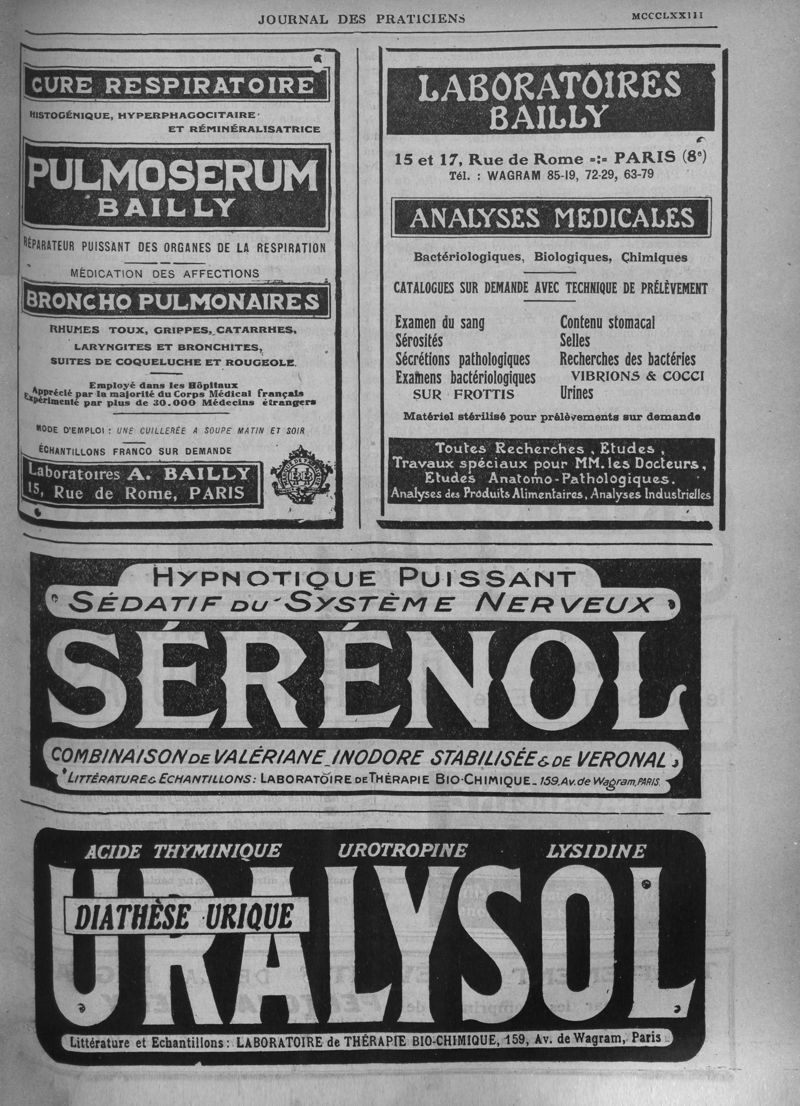 JOURNAL DES PRATICIENS
MCCCLXXIII
CURE RESPIRATOIRE
HISTOGÉNIQUE, HYPERPHAGOCITAIRE
ET RÉMINÉRALISATRICE
PULMOSERUM
BAILLY
RÉPARATEUR PUISSANT DES ORGANES DE LA RESPIRATION
MÉDICATION DES AFFECTIONS
BRONCHO PULMONAIRES
RHUMES TOUX, GRIPPES, CATARRHES,
LARYNGITES ET BRONCHITES,
SUITES DE COQUELUCHE ET ROUGEOLE.
Employé dans les Hôpitaux
Apprécié par la majorité du Corps Médical français
Expérimenté par plus de 30.000 Médecins étrangers
MODE D'EMPLOI : UNE CUILLERÉE A SOUPE MATIN ET SOIR
ÉCHANTILLONS FRANCO SUR DEMANDE
Laboratoires A. BAILLY
15, Rue de Rome, PARIS
LABORATOIRES
BAILLY
15 et 17, Rue de Rome -:- PARIS (8e)
Tél. : WAGRAM 85-19, 72-29, 63-79
ANALYSES MEDICALES
Bactériologiques, Biologiques, Chimiques
CATALOGUES SUR DEMANDE AVEC TECHNIQUE DE PRÉLÈVEMENT
Examen du sang
Sérosités
Sécrétions pathologiques
Examens bactériologiques
SUR FROTTIS
Contenu stomacal
Selles
Recherches des bactéries
VIBRIONS & COCCI
Urines
Matériel stérilisé pour prélèvements sur demande
Toutes Recherches, Etudes,
Travaux spéciaux pour MM. les Docteurs,
Etudes Anatomo-Pathologiques.
Analyses des Produits Alimentaires, Analyses Industrielles
HYPNOTIQUE PUISSANT
SÉDATIF DU SYSTÈME NERVEUX
SÉRÉNOL
COMBINAISON DE VALÉRIANE INODORE STABILISÉE & DE VERONAL
LITTÉRATURE & ECHANTILLONS : LABORATOIRE DE THÉRAPIE BIO-CHIMIQUE_ 159, Av. de Wagram, PARIS.
ACIDE THYMINIQUE UROTROPINE LYSIDINE
URALYSOL
DIATHÈSE URIQUE
Littérature et Echantillons : LABORATOIRE de THÉRAPIE BIO-CHIMIQUE, 159, Av. de Wagram, Paris